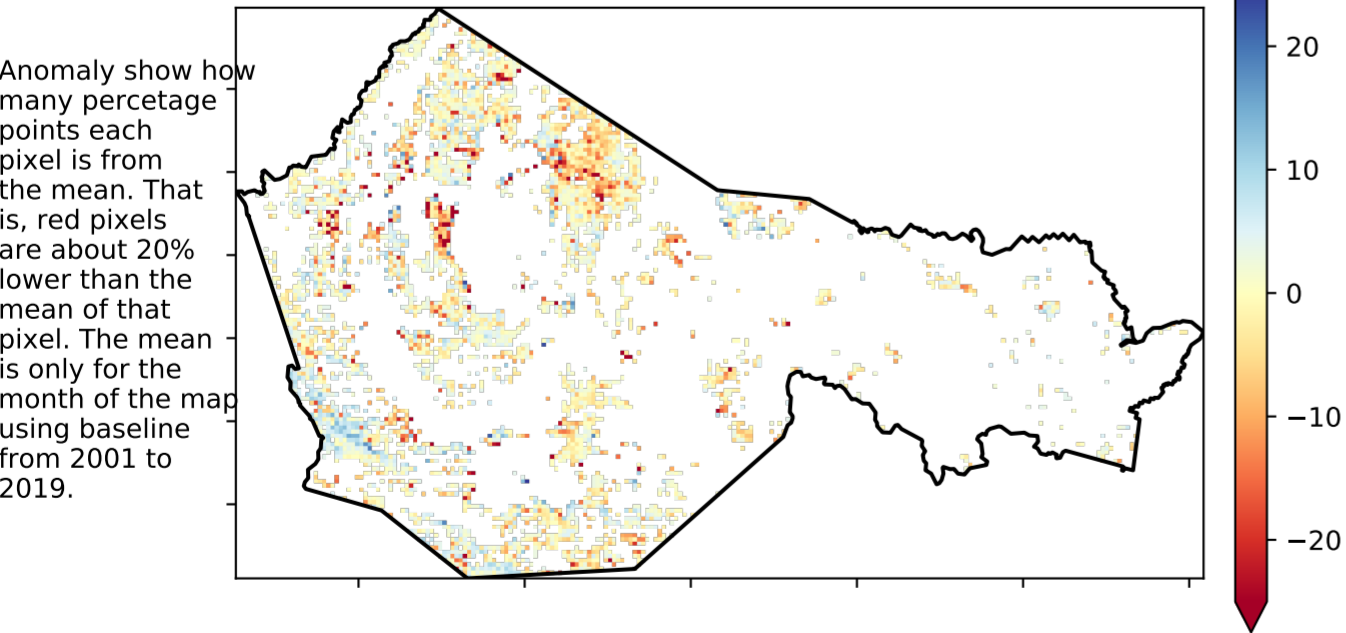 Anomaly show how
many percetage
points each
pixel is from
the mean. That
is, red pixels
are about 20%
lower than the
mean of that
pixel. The mean
is only for the
month of the map
using baseline
from 2001 to
2019.
20
10
0
−10
−20